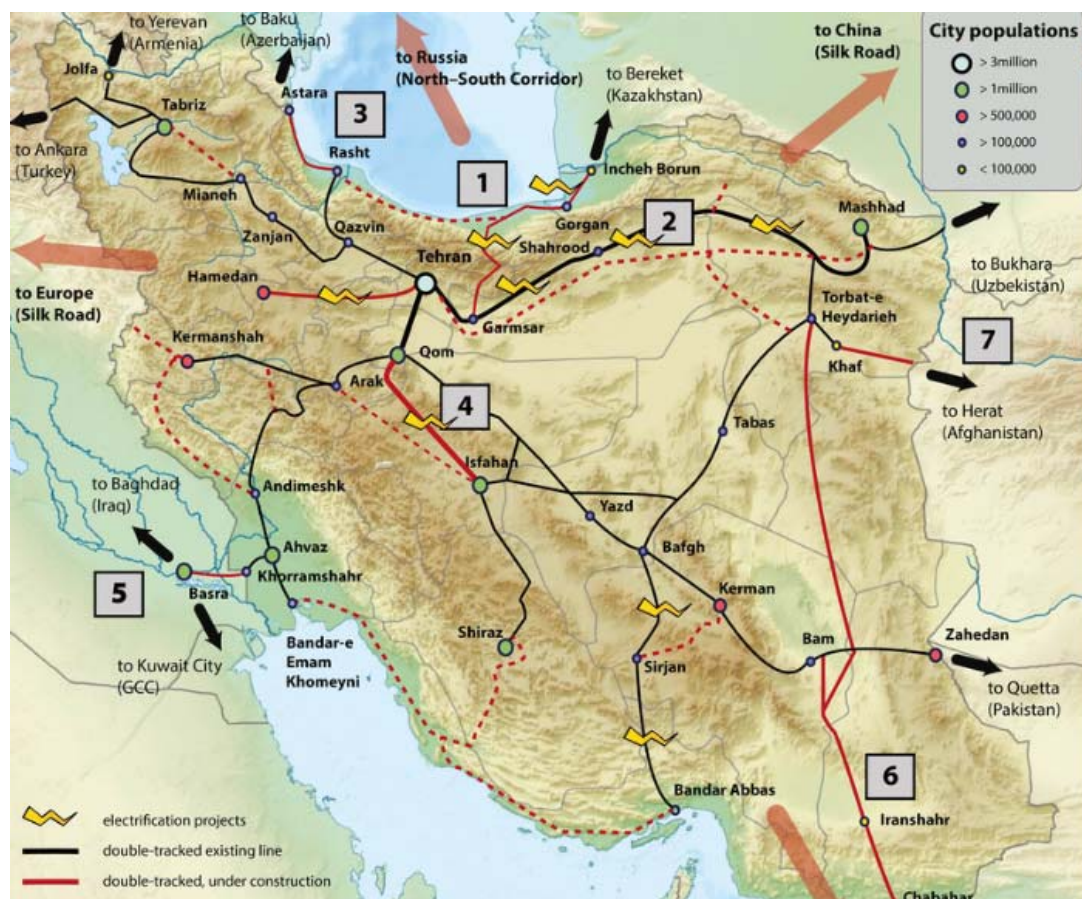 to Yerevan
(Armenia)
to Baku
(Azerbaijan)
to Russia
(North–South Corridor)
to China
(Silk Road)
City populations
> 3million
> 1million
> 500,000
> 100,000
< 100,000
Jolfa
Astara
to Bereket
(Kazakhstan)
Tabriz
3
to Ankara
(Turkey)
Rasht
Incheh Borun
Mianeh
1
Gorgan
2
Mashhad
Zanjan
Qazvin
Shahrood
Tehran
to Bukhara
(Uzbekistan)
Hamedan
to Europe
(Silk Road)
Garmsar
Torbat-e
Heydarieh
Kermanshah
Qom
7
Arak
Khaf
4
to Herat
(Afghanistan)
Tabas
Isfahan
to Baghdad
(Iraq)
Andimeshk
Yazd
Ahvaz
Bafgh
5
Khorramshahr
Basra
Kerman
Shiraz
Bam
Zahedan
Bandar-e
Emam
Khomeyni
to Kuwait City
(GCC)
Sirjan
to Quetta
(Pakistan)
6
Bandar Abbas
Iranshahr
electrification projects
double-tracked existing line
double-tracked, under construction
Chabahar